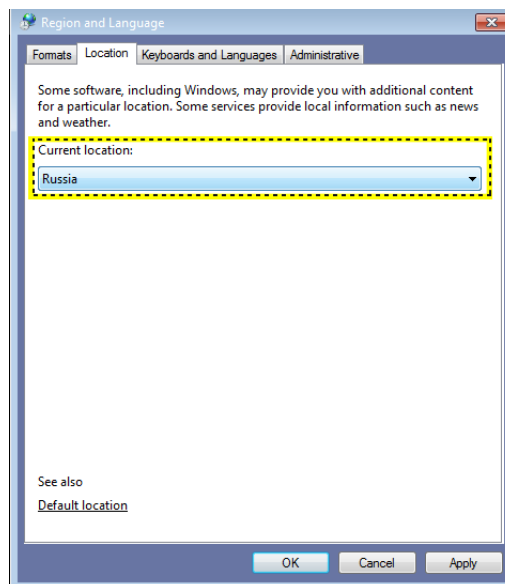 Region and Language
Formats Location Keyboards and Languages Administrative
Some software, including Windows, may provide you with additional content
for a particular location. Some services provide local information such as news
and weather.
Current location:
Russia
See also
Default location
OK Cancel Apply